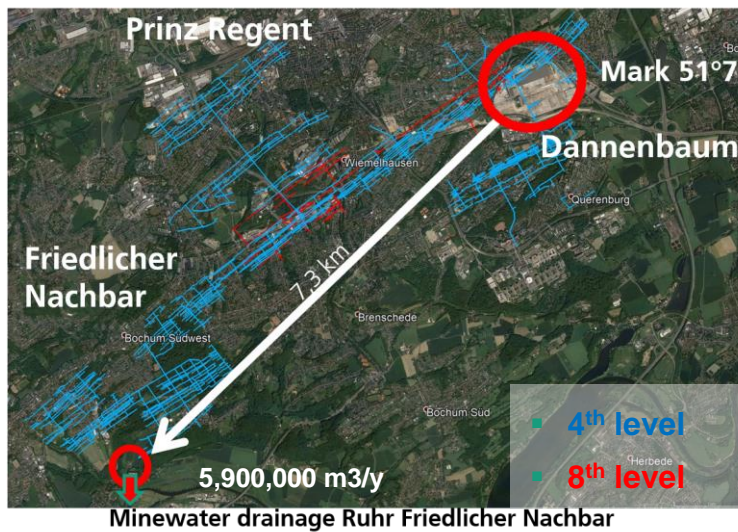 Prinz Regent
Mark 51°7
Wiemelhausen
Dannenbaum
Querenburg
7,3 km
Friedlicher
Nachbar
Brenschede
Bochum Südwest
Bochum Süd
4th level
Herbede
8th level
5,900,000 m3/y
Minewater drainage Ruhr Friedlicher Nachbar